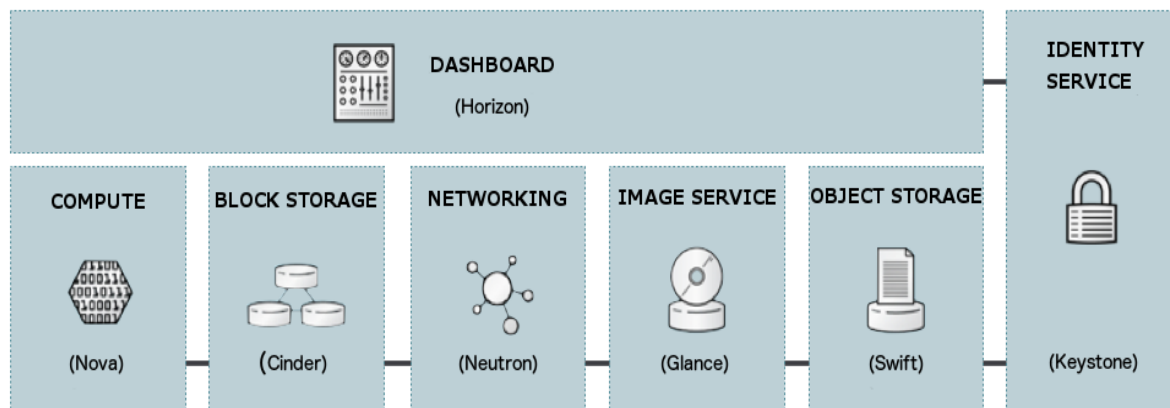 DASHBOARD
(Horizon)
IDENTITY
SERVICE
COMPUTE
BLOCK STORAGE
NETWORKING
IMAGE SERVICE
OBJECT STORAGE
(Nova)
(Cinder)
(Neutron)
(Glance)
(Swift)
(Keystone)